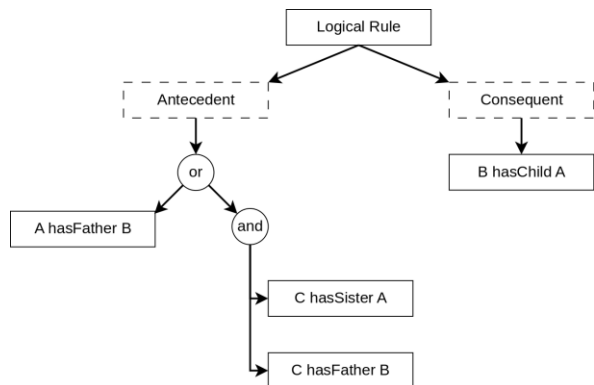 Logical Rule
Antecedent
Consequent
or
B hasChild A
A hasFather B
and
C hasSister A
C hasFather B